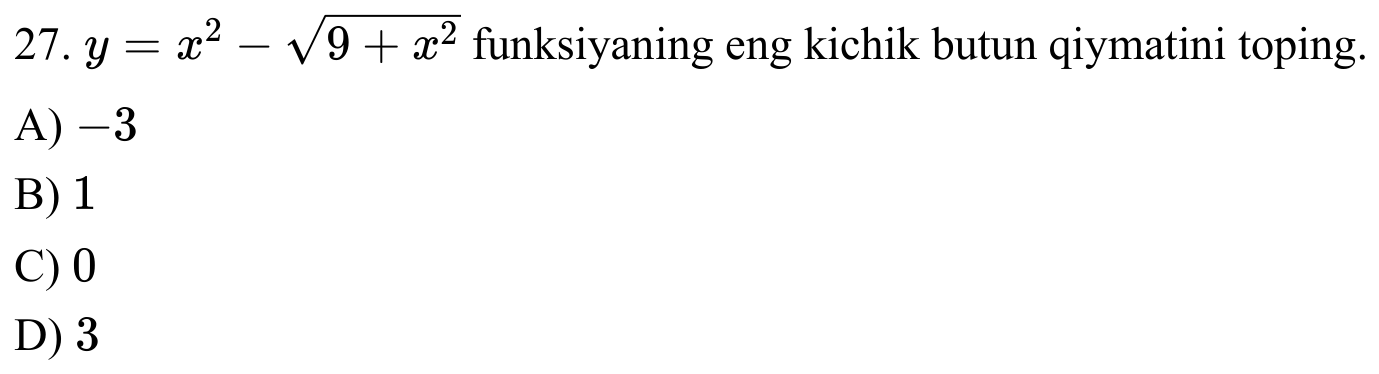 27. y = x² − √(9 + x²) funksiyaning eng kichik butun qiymatini toping.
A) −3
B) 1
C) 0
D) 3